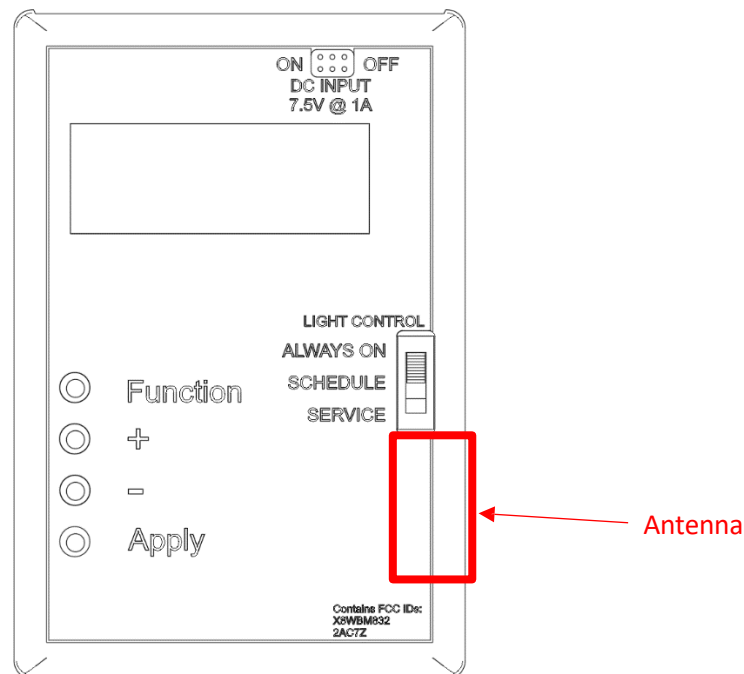 ON OFF
DC INPUT
7.5V @ 1A
LIGHT CONTROL
ALWAYS ON
SCHEDULE
SERVICE
Function
+
-
Apply
Antenna
Contains FCC IDs:
X8WBM832
2AC7Z